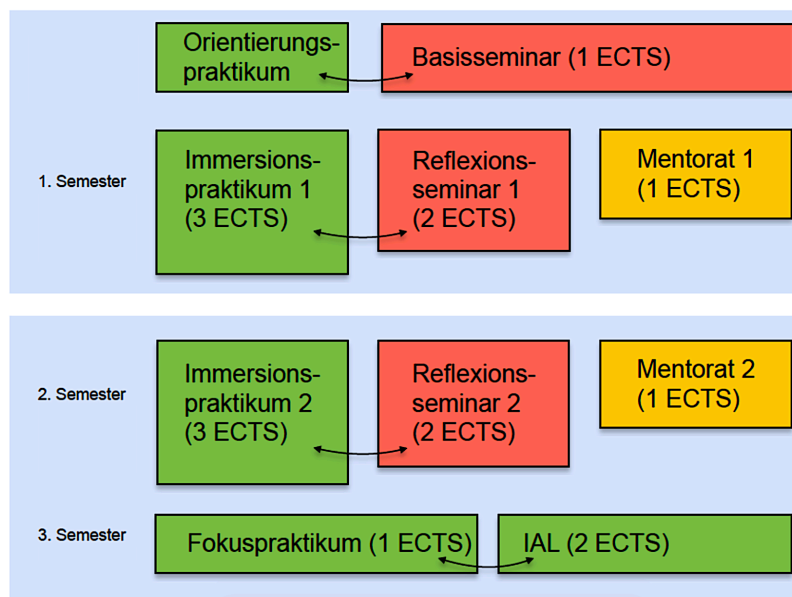 Orientierungs-
praktikum
Basisseminar (1 ECTS)
1. Semester
Immersions-
praktikum 1
(3 ECTS)
Reflexions-
seminar 1
(2 ECTS)
Mentorat 1
(1 ECTS)
2. Semester
Immersions-
praktikum 2
(3 ECTS)
Reflexions-
seminar 2
(2 ECTS)
Mentorat 2
(1 ECTS)
3. Semester
Fokuspraktikum (1 ECTS)
IAL (2 ECTS)